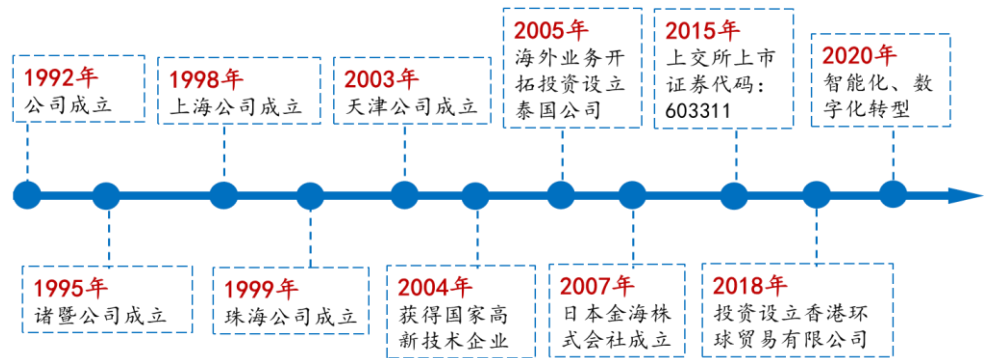 1992年
公司成立
1998年
上海公司成立
2003年
天津公司成立
2005年
海外业务开
拓投资设立
泰国公司
2015年
上交所上市
证券代码：
603311
2020年
智能化、数
字化转型
1995年
诸暨公司成立
1999年
珠海公司成立
2004年
获得国家高
新技术企业
2007年
日本金海株
式会社成立
2018年
投资设立香港环
球贸易有限公司